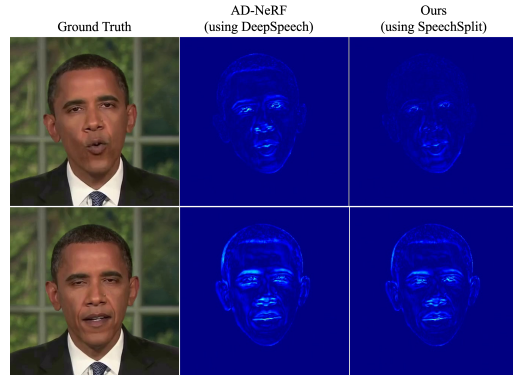 Ground Truth
AD-NeRF
(using DeepSpeech)
Ours
(using SpeechSplit)